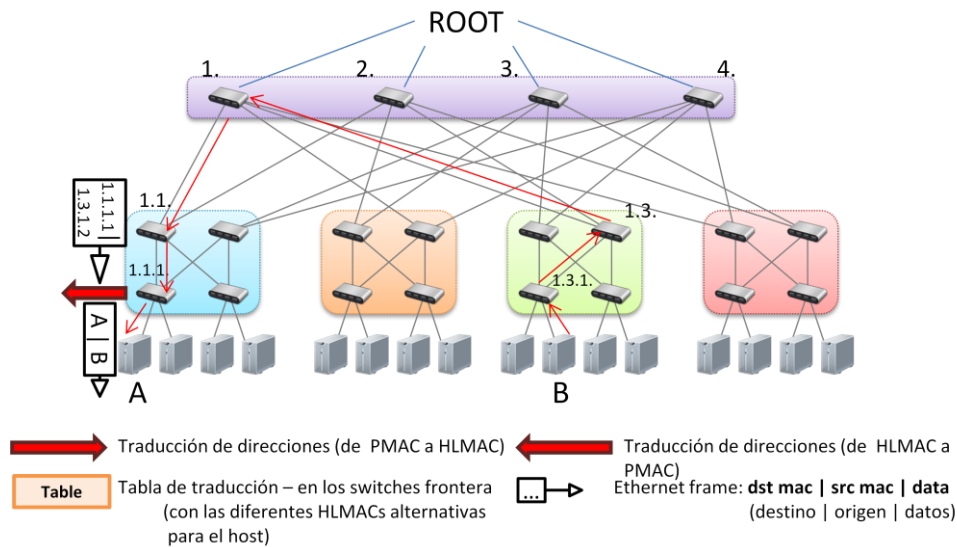 ROOT
1.
2.
3.
4.
1.1.1.1 |
1.3.1.2
1.1.
1.3.
1.1.1.
1.3.1.
A | B
A
B
Traducción de direcciones (de PMAC a HLMAC)
Traducción de direcciones (de HLMAC a
PMAC)
Table
Tabla de traducción – en los switches frontera
(con las diferentes HLMACs alternativas
para el host)
...
Ethernet frame: dst mac | src mac | data
(destino | origen | datos)